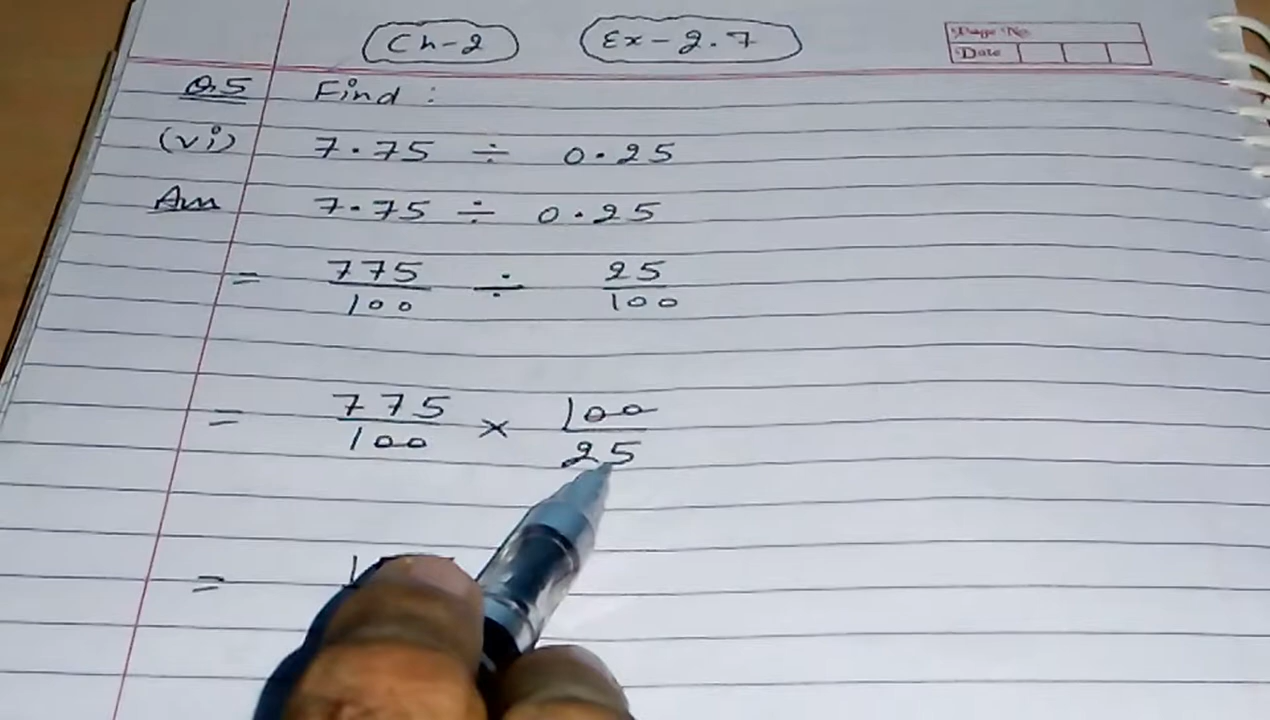 Ch-2 Ex-2.7
Page No.
Date
Q.5 Find :
(vi) 7.75 ÷ 0.25
Ans 7.75 ÷ 0.25
= 775/100 ÷ 25/100
= 775/100 × 100/25
=